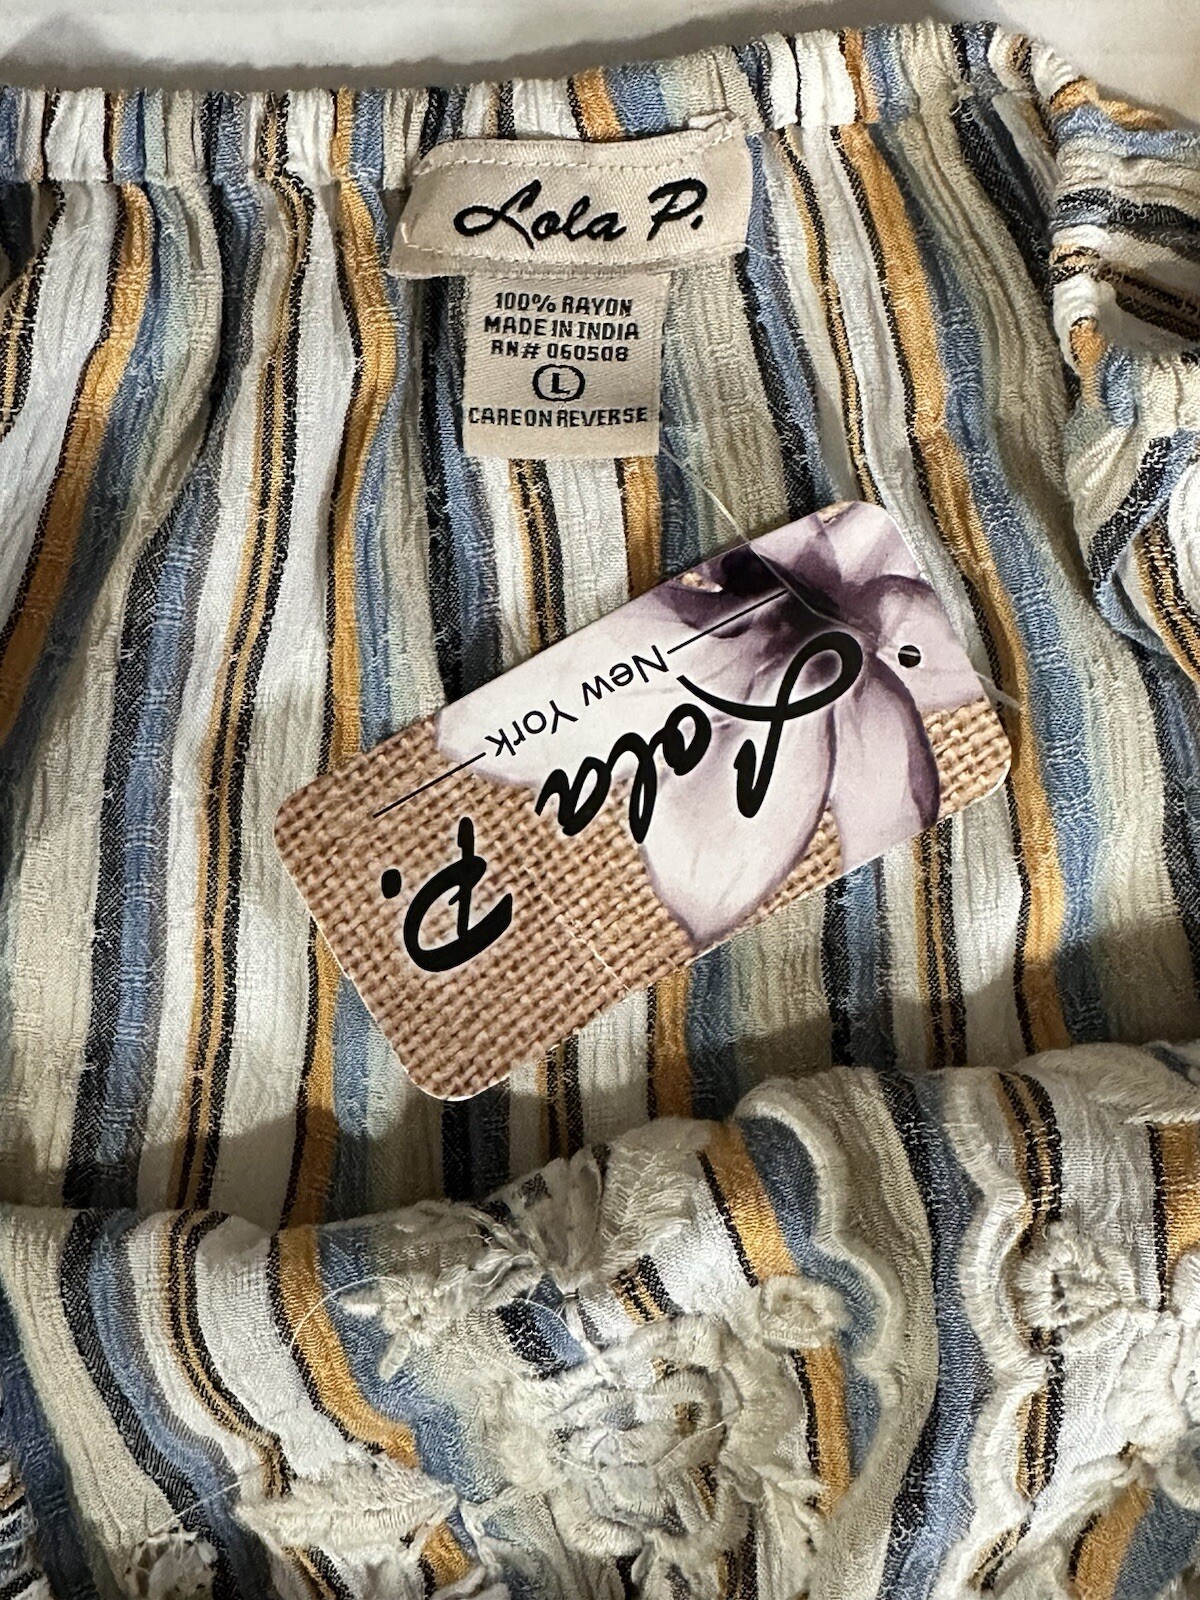 Lola P.
100% RAYON
MADE IN INDIA
RN# 060508
L
CARE ON REVERSE
Lola P.
New York